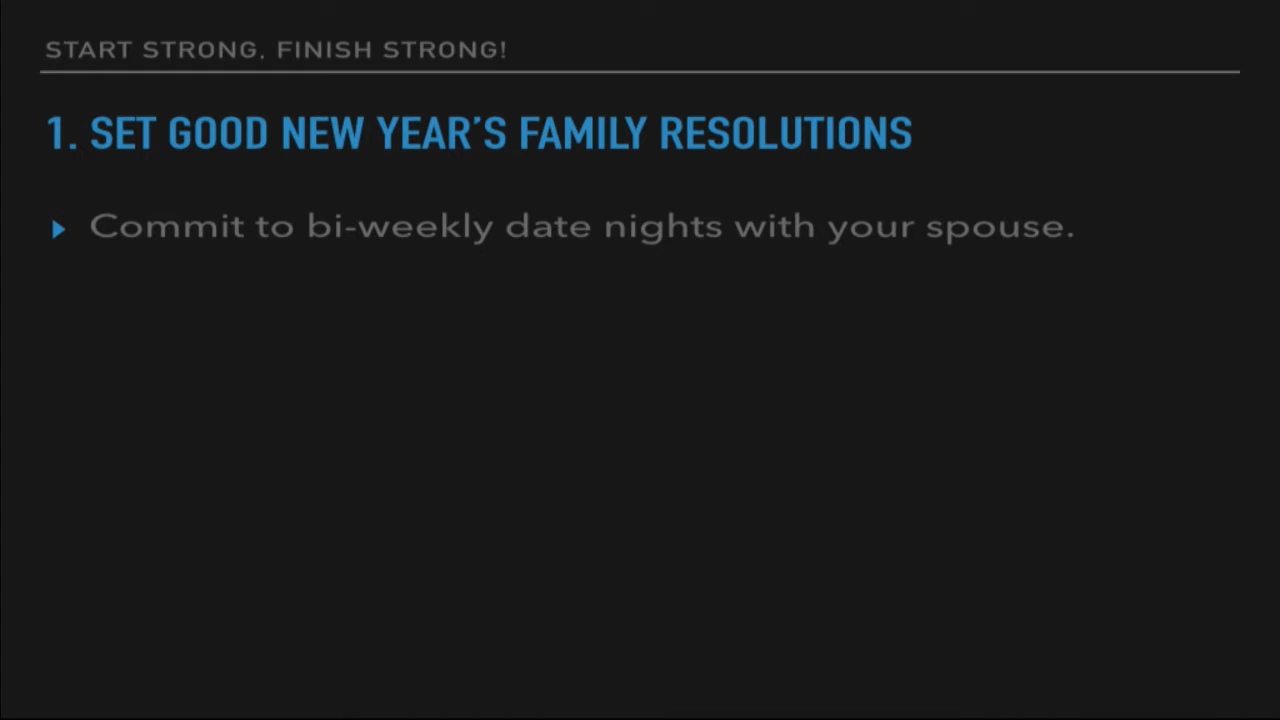 START STRONG, FINISH STRONG!
1. SET GOOD NEW YEAR’S FAMILY RESOLUTIONS
Commit to bi-weekly date nights with your spouse.